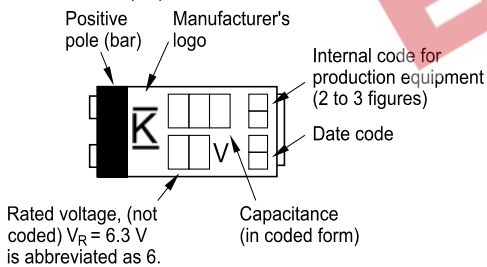 Positive
pole (bar)
Manufacturer's
logo
Internal code for
production equipment
(2 to 3 figures)
Date code
K
V
Rated voltage, (not
coded) VR = 6.3 V
is abbreviated as 6.
Capacitance
(in coded form)